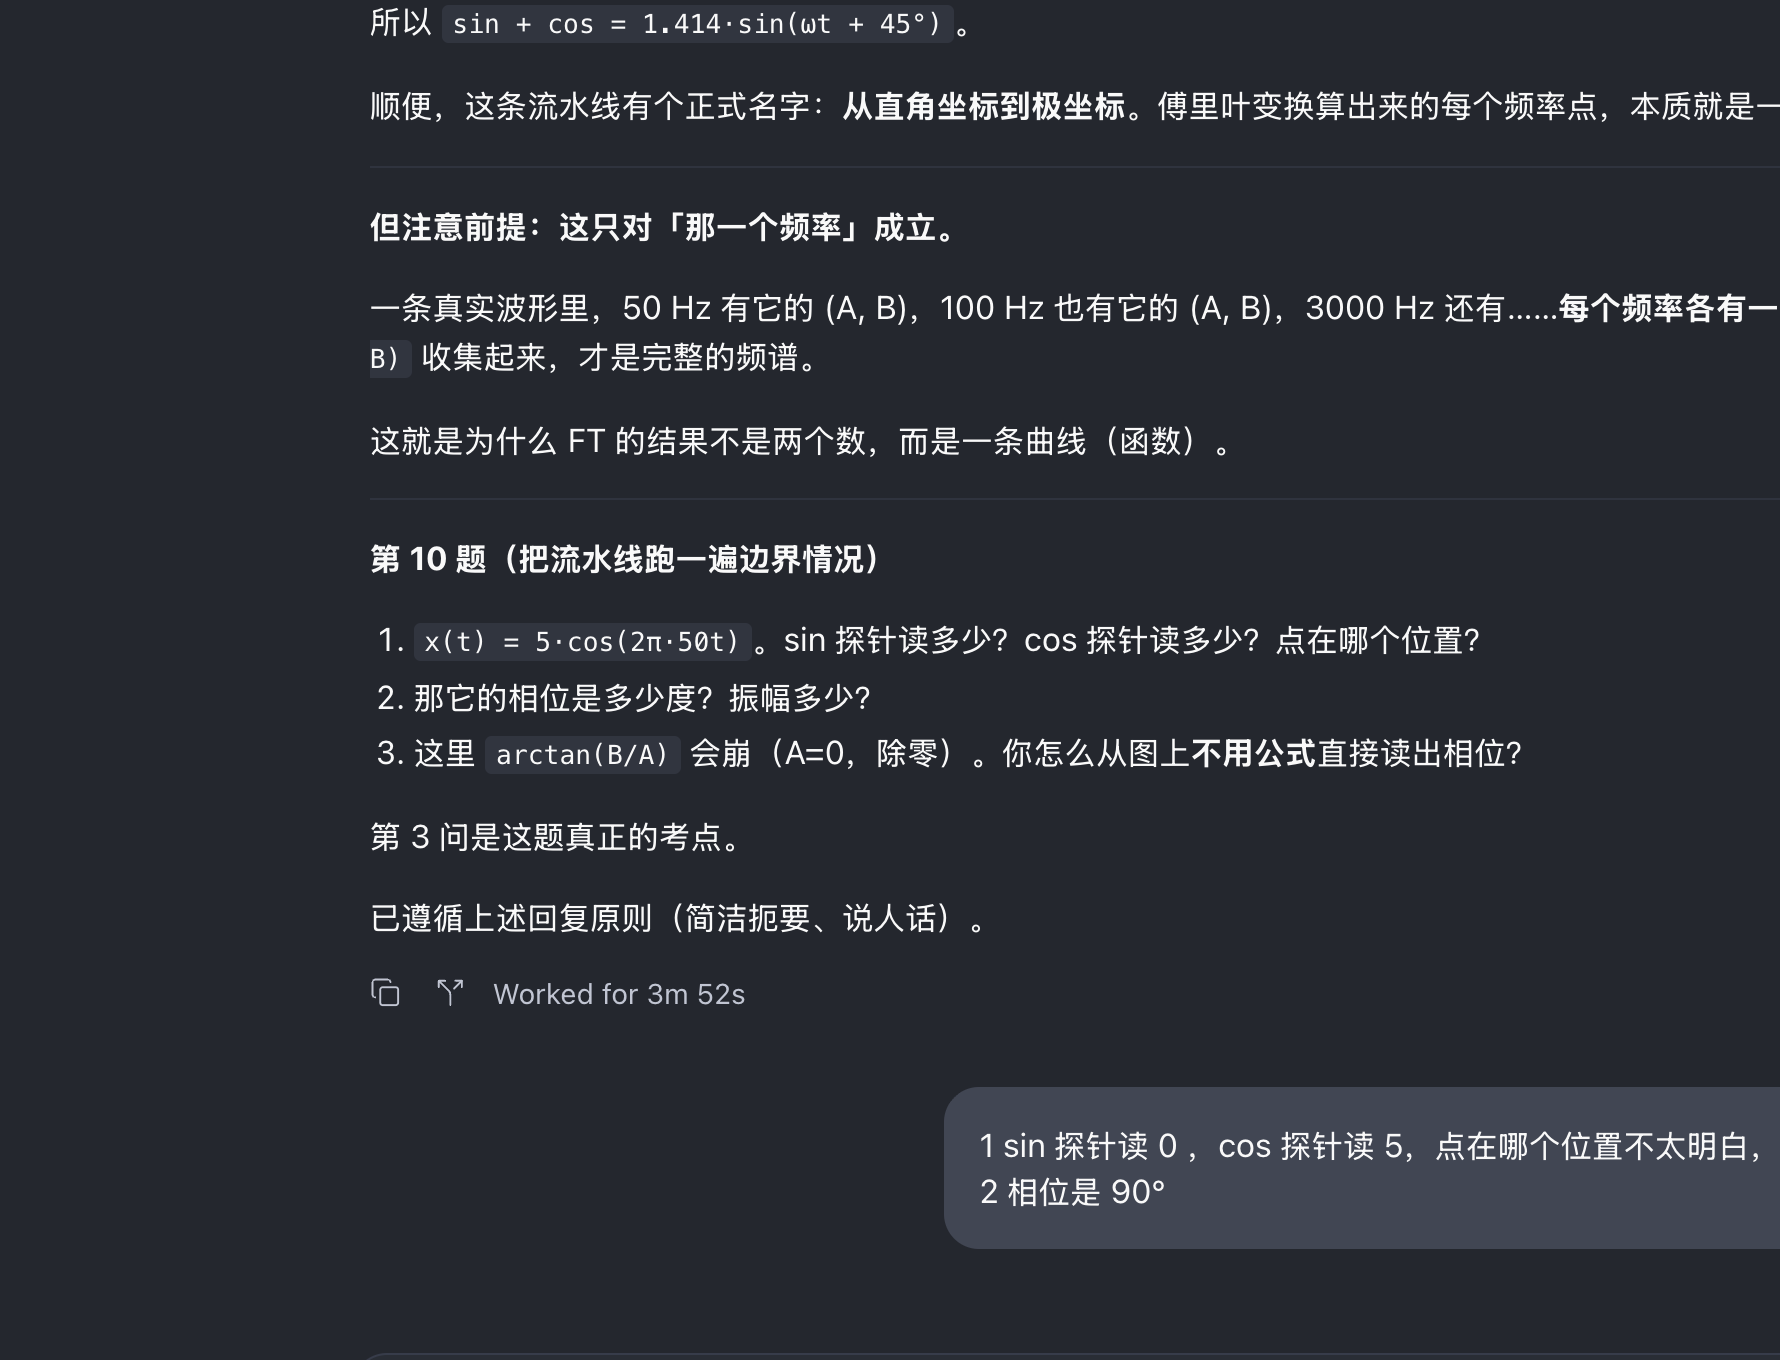 所以 sin + cos = 1.414·sin(ωt + 45°)。
顺便，这条流水线有个正式名字：从直角坐标到极坐标。傅里叶变换算出来的每个频率点，本质就是一
但注意前提：这只对「那一个频率」成立。
一条真实波形里，50 Hz 有它的 (A, B)，100 Hz 也有它的 (A, B)，3000 Hz 还有……每个频率各有一
B) 收集起来，才是完整的频谱。
这就是为什么 FT 的结果不是两个数，而是一条曲线（函数）。
第 10 题（把流水线跑一遍边界情况）
1. x(t) = 5·cos(2π·50t)。sin 探针读多少？cos 探针读多少？点在哪个位置？
2. 那它的相位是多少度？振幅多少？
3. 这里 arctan(B/A) 会崩（A=0，除零）。你怎么从图上不用公式直接读出相位？
第 3 问是这题真正的考点。
已遵循上述回复原则（简洁扼要、说人话）。
Worked for 3m 52s
1 sin 探针读 0 ，cos 探针读 5，点在哪个位置不太明白，
2 相位是 90°